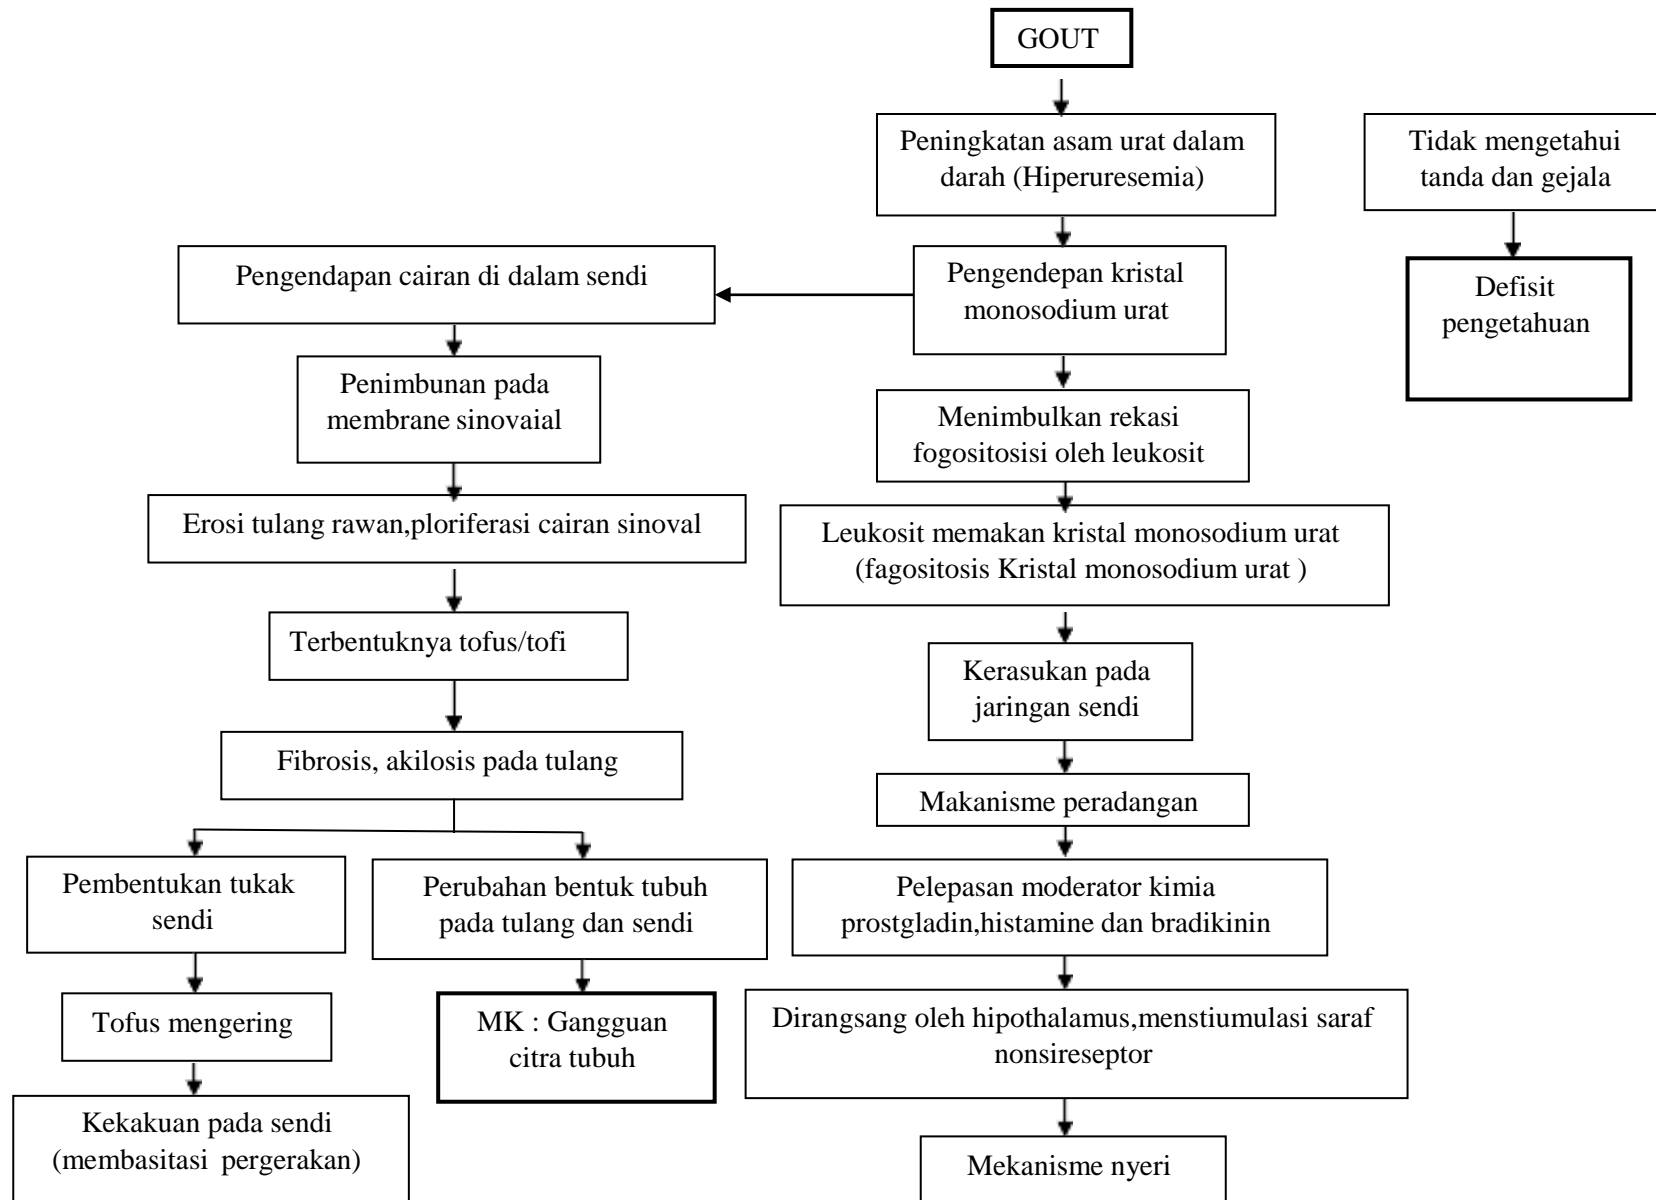 GOUT
Peningkatan asam urat dalam
darah (Hiperuresemia)
Tidak mengetahui
tanda dan gejala
Pengendapan cairan di dalam sendi
Pengendepan kristal
monosodium urat
Defisit
pengetahuan
Penimbunan pada
membrane sinovaial
Menimbulkan rekasi
fogositosisi oleh leukosit
Erosi tulang rawan,ploriferasi cairan sinoval
Leukosit memakan kristal monosodium urat
(fagositosis Kristal monosodium urat )
Terbentuknya tofus/tofi
Kerasukan pada
jaringan sendi
Fibrosis, akilosis pada tulang
Makanisme peradangan
Pembentukan tukak
sendi
Perubahan bentuk tubuh
pada tulang dan sendi
Pelepasan moderator kimia
prostgladin,histamine dan bradikinin
Tofus mengering
MK : Gangguan
citra tubuh
Dirangsang oleh hipothalamus,menstiumulasi saraf
nonsireseptor
Kekakuan pada sendi
(membasitasi pergerakan)
Mekanisme nyeri